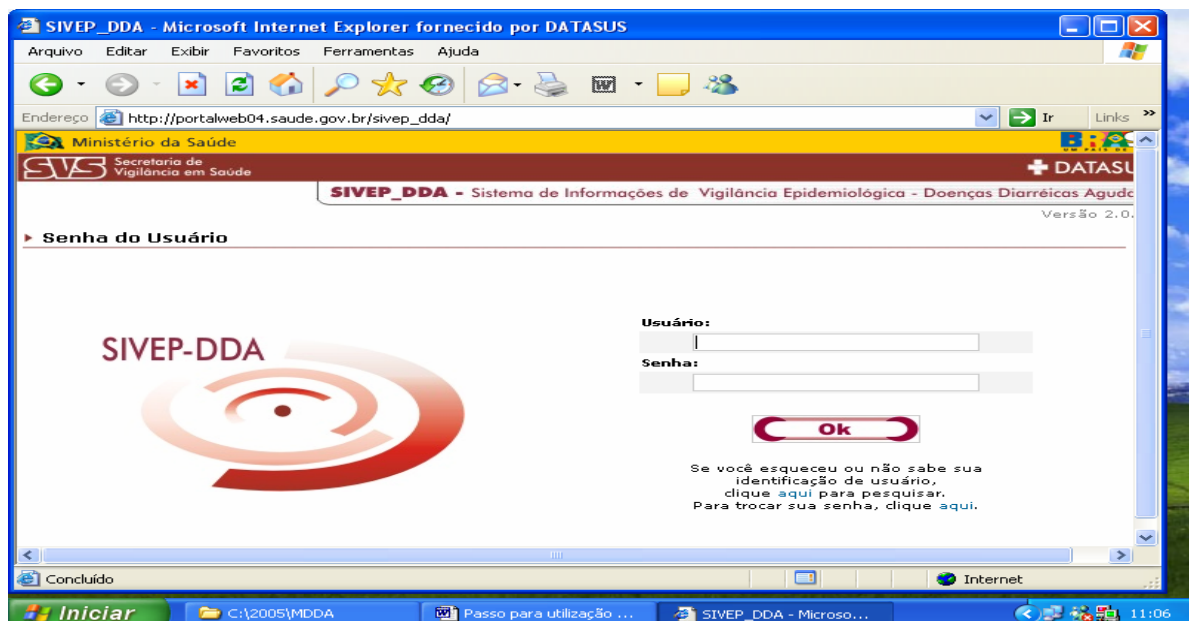 SIVEP_DDA - Microsoft Internet Explorer fornecido por DATASUS
Arquivo Editar Exibir Favoritos Ferramentas Ajuda
Endereço http://portalweb04.saude.gov.br/sivep_dda/ Ir Links »
Ministério da Saúde
SVS Secretaria de
Vigilância em Saúde
DATASU
SIVEP_DDA - Sistema de Informações de Vigilância Epidemiológica - Doenças Diarréicas Aguda
Versão 2.0.
Senha do Usuário
SIVEP-DDA
Usuário:
Senha:
Ok
Se você esqueceu ou não sabe sua
identificação de usuário,
clique aqui para pesquisar.
Para trocar sua senha, clique aqui.
Concluído
Internet
Iniciar
C:\2005\MDDA
Passo para utilização ...
SIVEP_DDA - Microso...
11:06